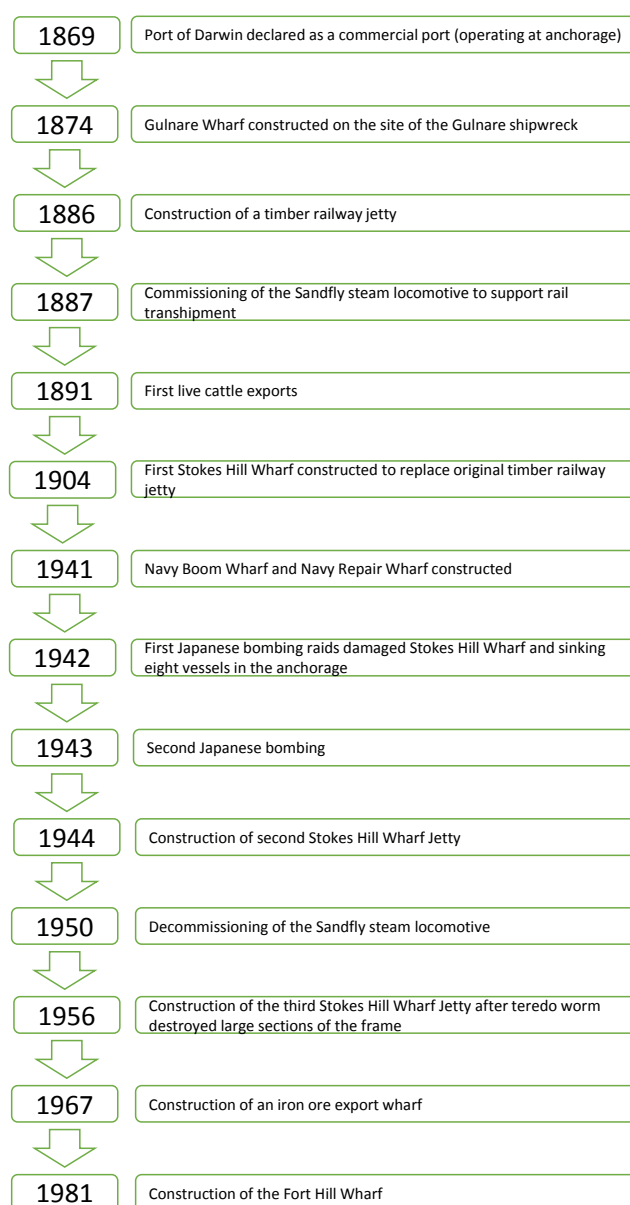 1869
Port of Darwin declared as a commercial port (operating at anchorage)
1874
Gulnare Wharf constructed on the site of the Gulnare shipwreck
1886
Construction of a timber railway jetty
1887
Commissioning of the Sandfly steam locomotive to support rail
transhipment
1891
First live cattle exports
1904
First Stokes Hill Wharf constructed to replace original timber railway
jetty
1941
Navy Boom Wharf and Navy Repair Wharf constructed
1942
First Japanese bombing raids damaged Stokes Hill Wharf and sinking
eight vessels in the anchorage
1943
Second Japanese bombing
1944
Construction of second Stokes Hill Wharf Jetty
1950
Decommissioning of the Sandfly steam locomotive
1956
Construction of the third Stokes Hill Wharf Jetty after teredo worm
destroyed large sections of the frame
1967
Construction of an iron ore export wharf
1981
Construction of the Fort Hill Wharf